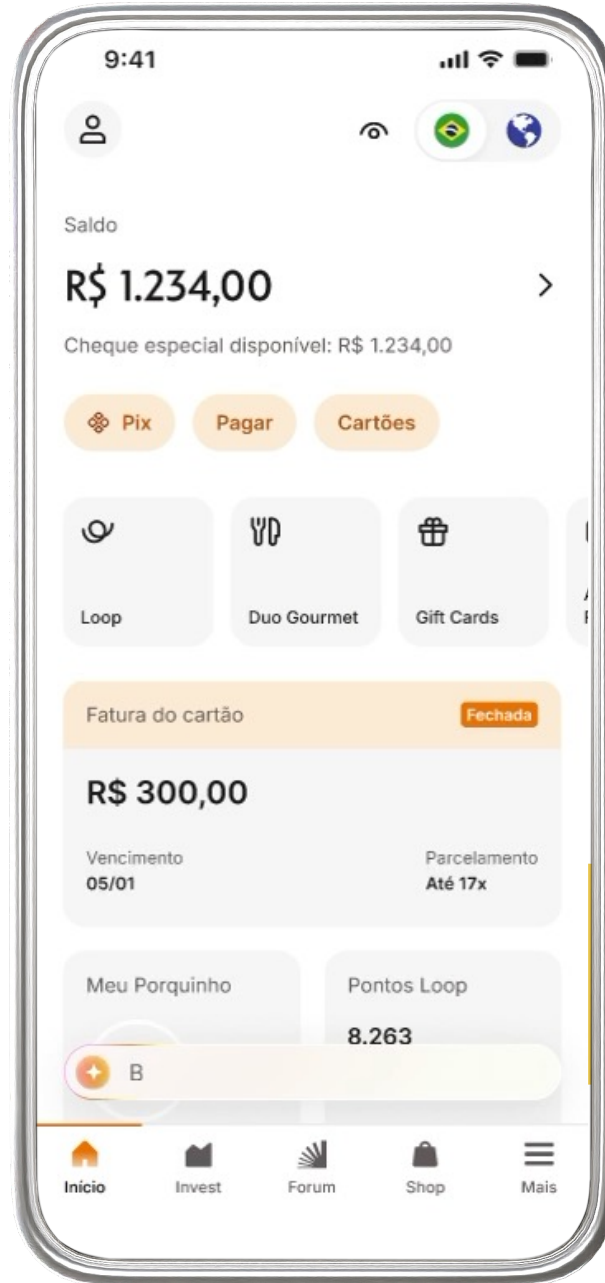 9:41
Saldo
R$ 1.234,00
Cheque especial disponível: R$ 1.234,00
Pix Pagar Cartões
Loop Duo Gourmet Gift Cards
Fatura do cartão Fechada
R$ 300,00
Vencimento Parcelamento
05/01 Até 17x
Meu Porquinho Pontos Loop
8.263
B
Início Invest Forum Shop Mais